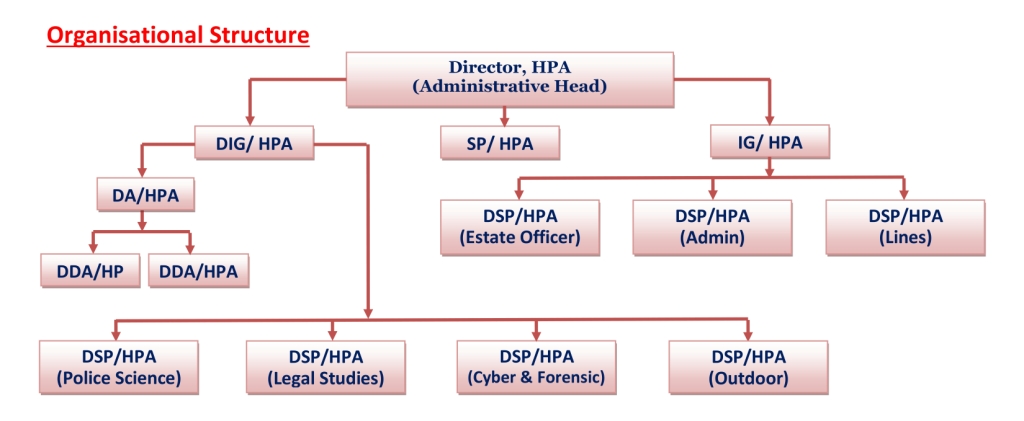 Organisational Structure
Director, HPA
(Administrative Head)
DIG/ HPA
SP/ HPA
IG/ HPA
DA/HPA
DSP/HPA
(Estate Officer)
DSP/HPA
(Admin)
DSP/HPA
(Lines)
DDA/HP
DDA/HPA
DSP/HPA
(Police Science)
DSP/HPA
(Legal Studies)
DSP/HPA
(Cyber & Forensic)
DSP/HPA
(Outdoor)